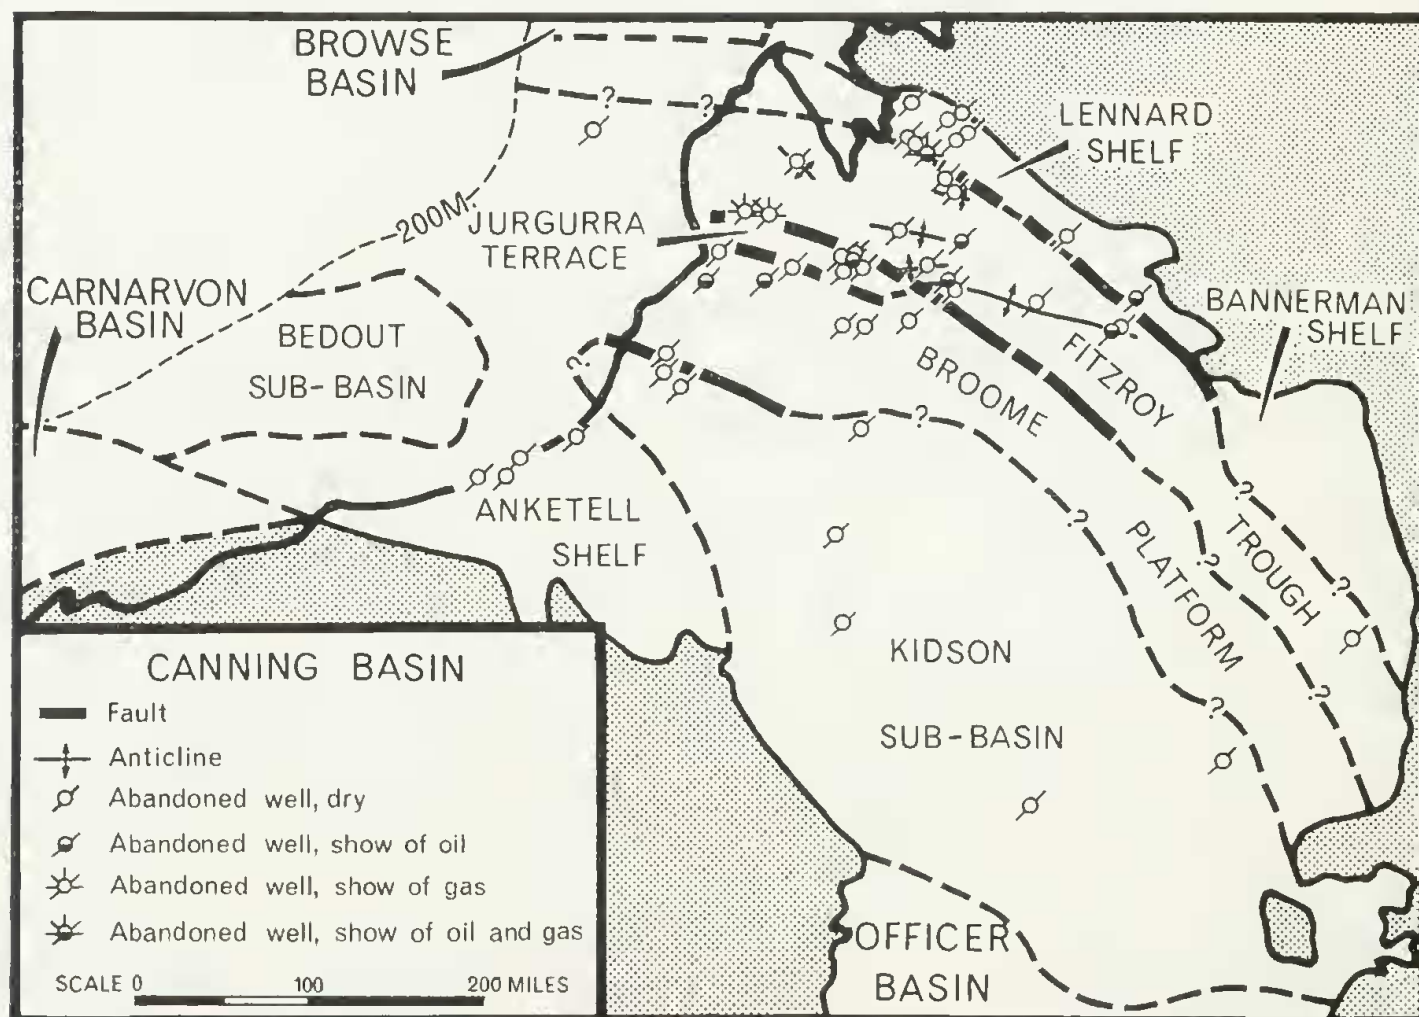 BROWSE
BASIN
LENNARD
SHELF
200M.
JURGURRA
TERRACE
CARNARVON
BASIN
BANNERMAN
SHELF
BEDOUT
SUB-BASIN
FITZROY
TROUGH
BROOME
PLATFORM
ANKETELL
SHELF
KIDSON
SUB-BASIN
OFFICER
BASIN
?
?
?
?
?
?
?
?
?
?
CANNING BASIN
Fault
Anticline
Abandoned well, dry
Abandoned well, show of oil
Abandoned well, show of gas
Abandoned well, show of oil and gas
SCALE 0 100 200 MILES